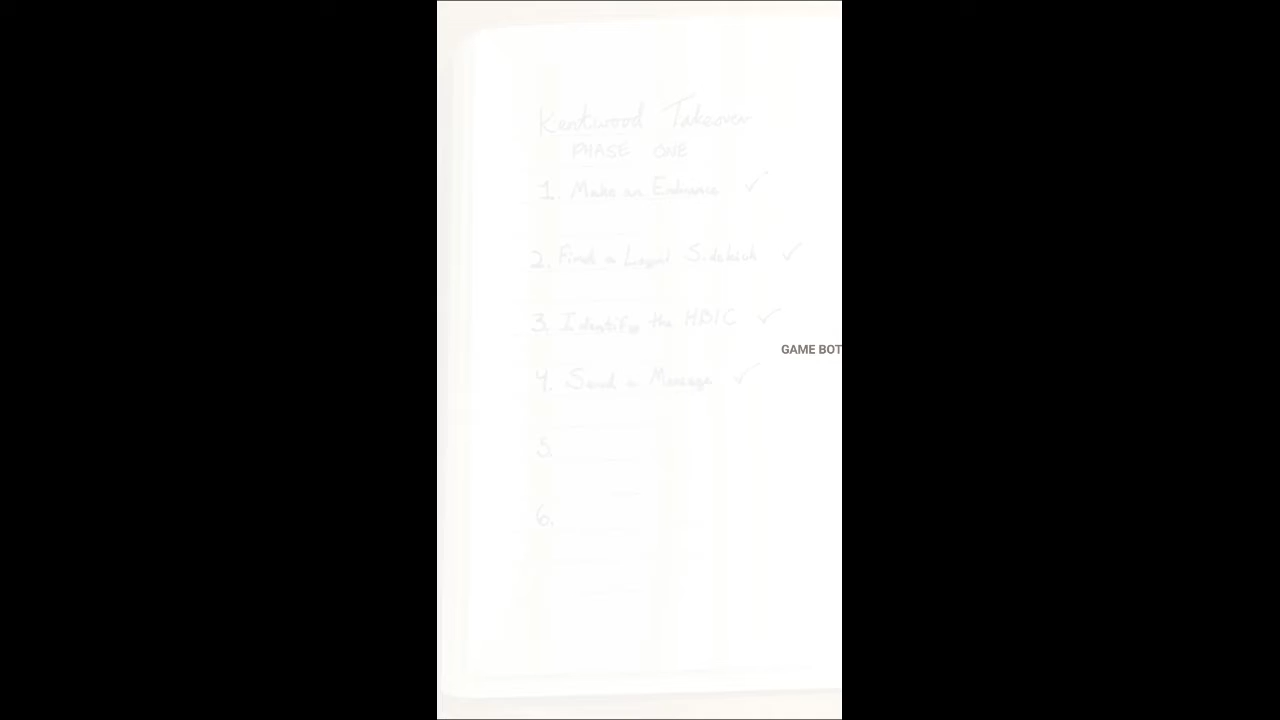 Kentwood Takeover
PHASE ONE
1. Make an Entrance ✓
2. Find a Loyal Sidekick ✓
3. Identify the HBIC ✓
GAME BOT
4. Send a Message ✓
5.
6.